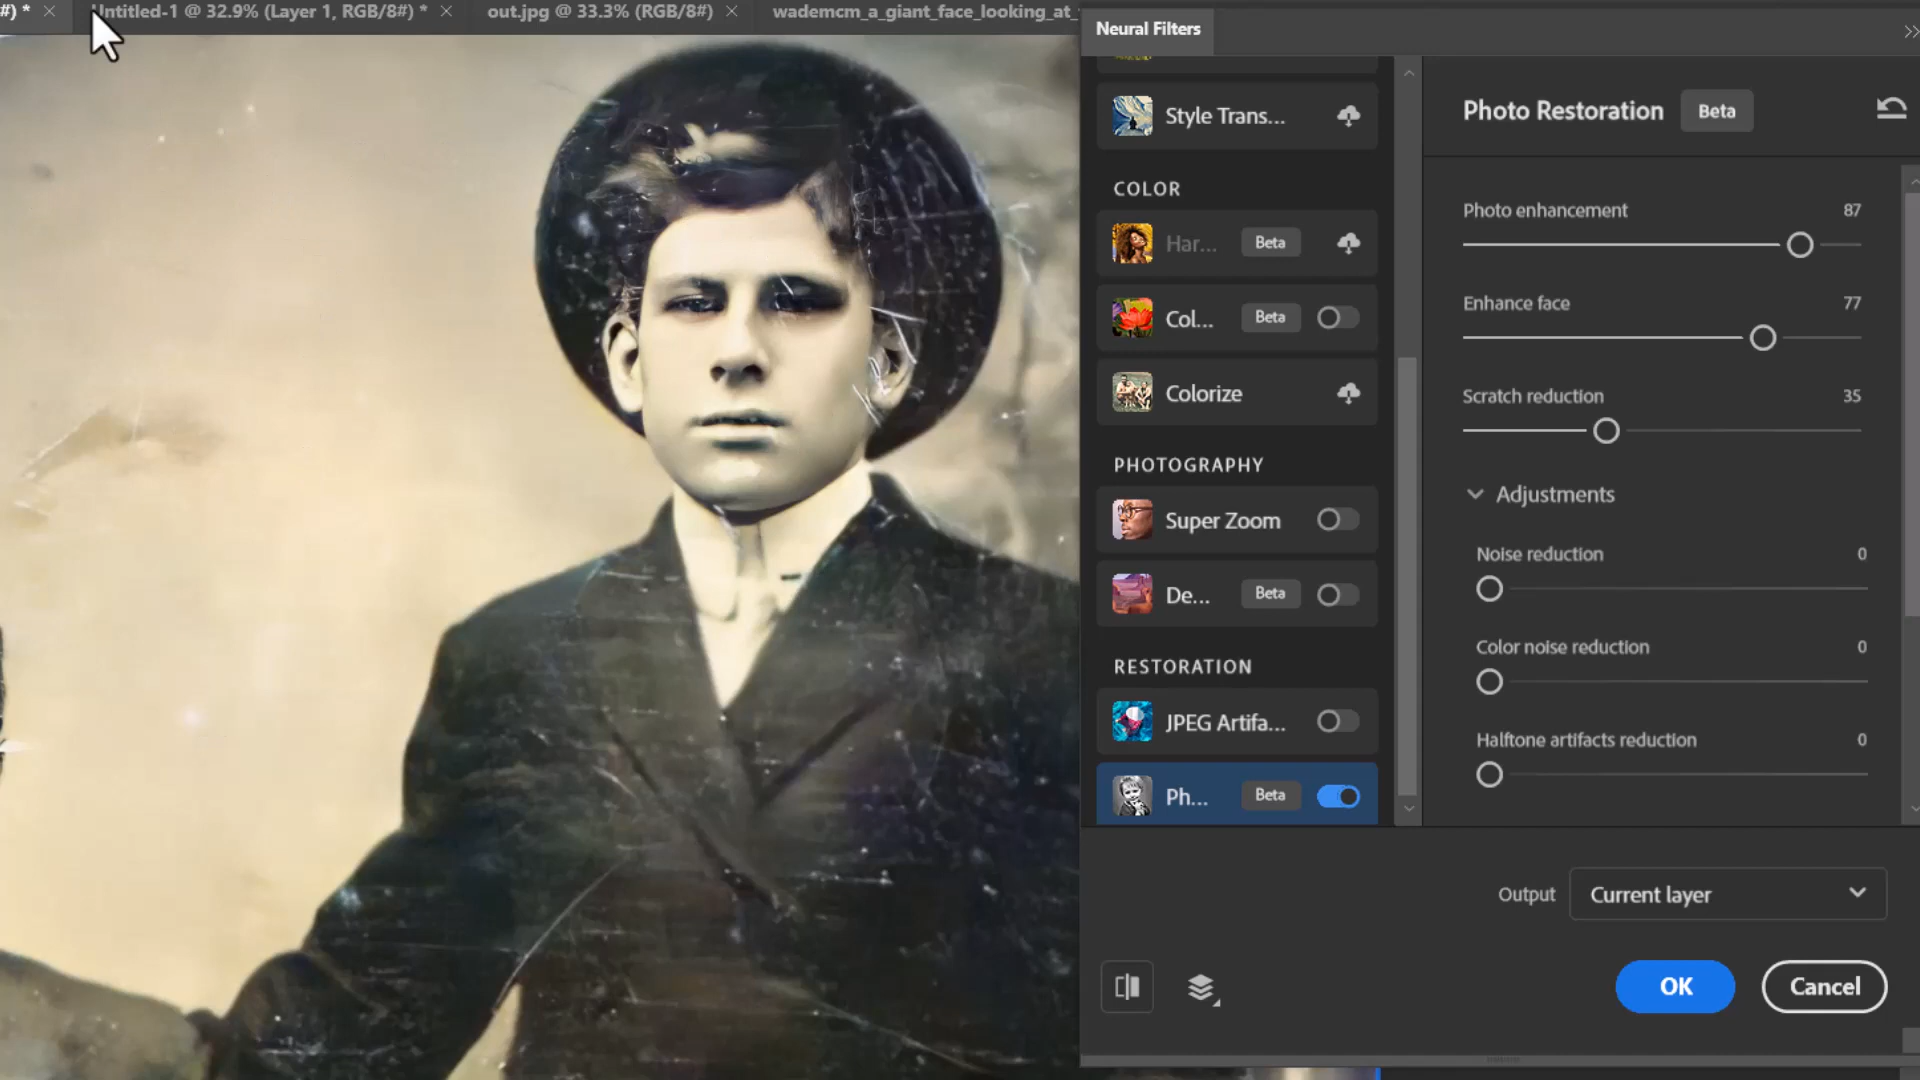 #) *
Untitled-1 @ 32.9% (Layer 1, RGB/8#) *
out.jpg @ 33.3% (RGB/8#)
wademcm_a_giant_face_looking_at_
Neural Filters
Style Trans...
COLOR
Har...
Beta
Col...
Beta
Colorize
PHOTOGRAPHY
Super Zoom
De...
Beta
RESTORATION
JPEG Artifa...
Ph...
Beta
Photo Restoration
Beta
Photo enhancement 87
Enhance face 77
Scratch reduction 35
Adjustments
Noise reduction 0
Color noise reduction 0
Halftone artifacts reduction 0
Output Current layer
OK
Cancel